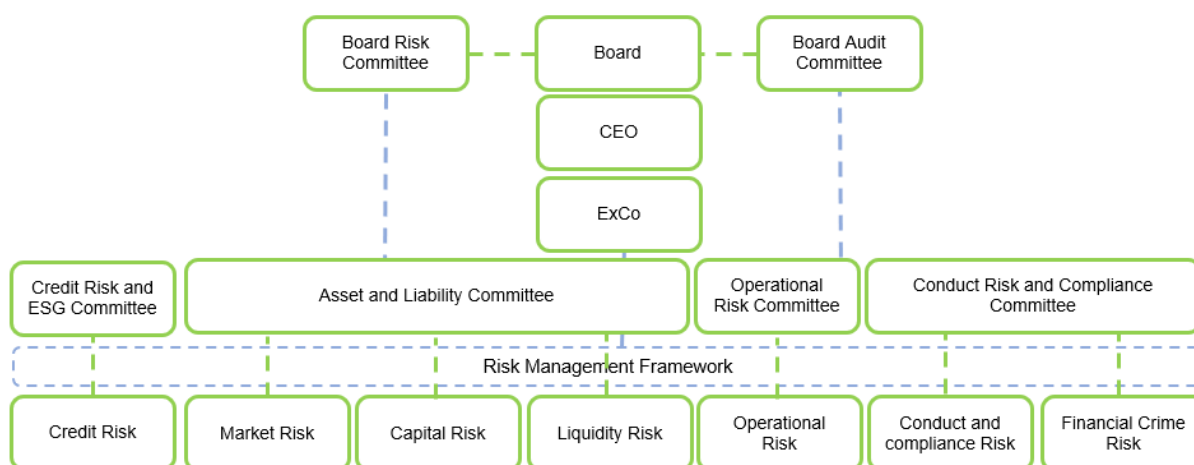 Board Risk
Committee
Board
Board Audit
Committee
CEO
ExCo
Credit Risk and
ESG Committee
Asset and Liability Committee
Operational
Risk Committee
Conduct Risk and Compliance
Committee
Risk Management Framework
Credit Risk
Market Risk
Capital Risk
Liquidity Risk
Operational
Risk
Conduct and
compliance Risk
Financial Crime
Risk